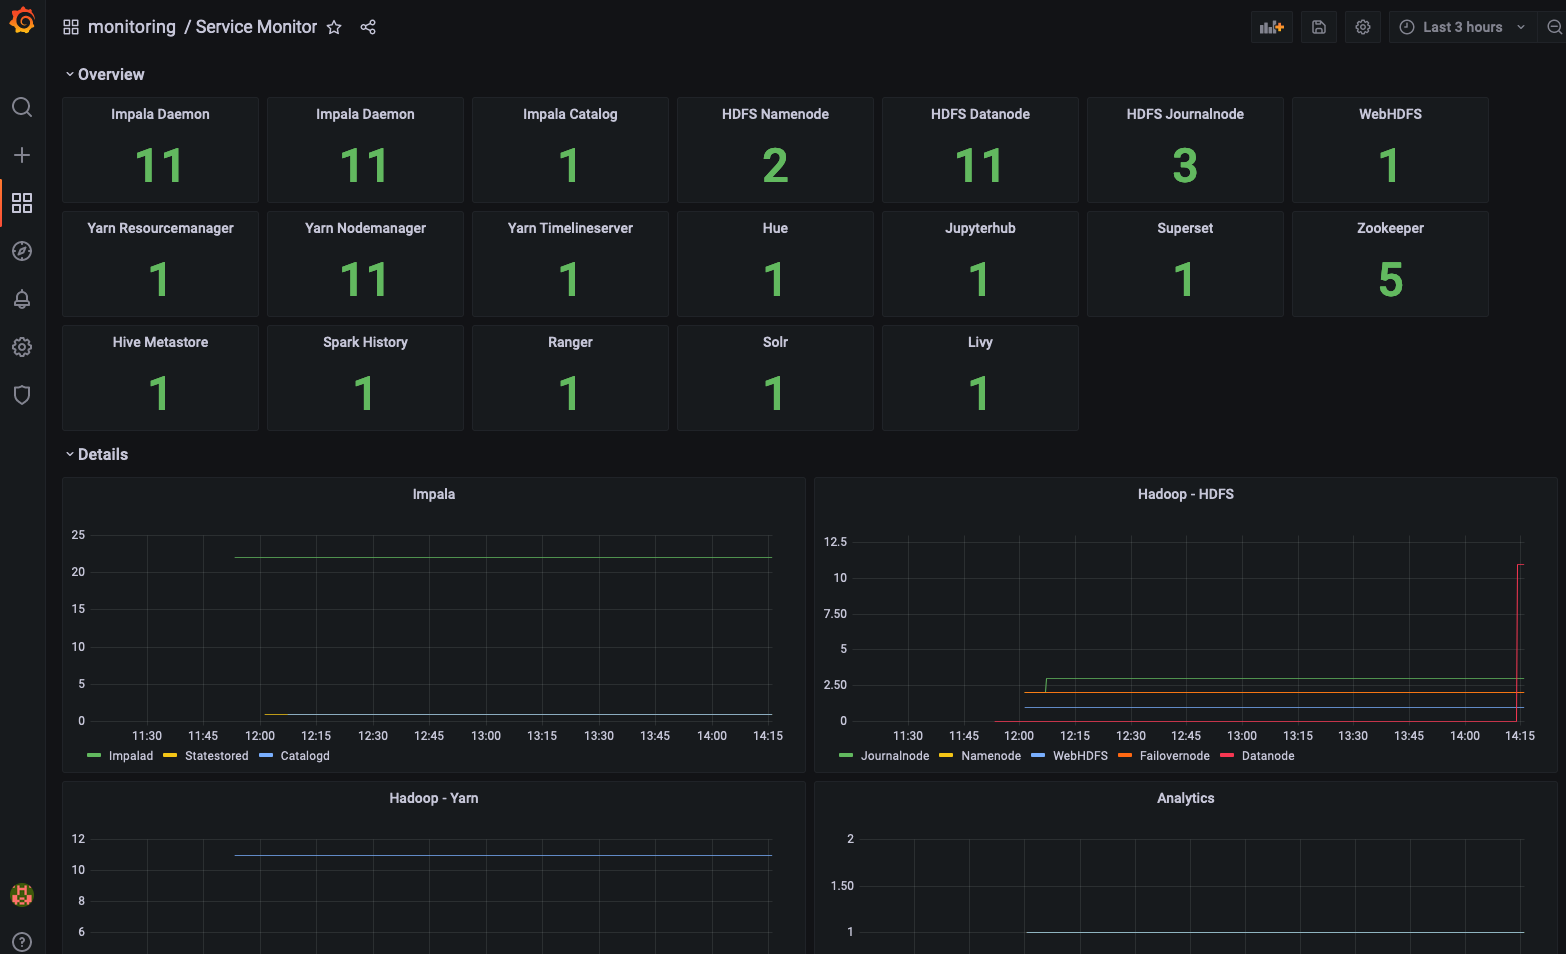 monitoring / Service Monitor
Last 3 hours
Overview
Impala Daemon
11
Impala Daemon
11
Impala Catalog
1
HDFS Namenode
2
HDFS Datanode
11
HDFS Journalnode
3
WebHDFS
1
Yarn Resourcemanager
1
Yarn Nodemanager
11
Yarn Timelineserver
1
Hue
1
Jupyterhub
1
Superset
1
Zookeeper
5
Hive Metastore
1
Spark History
1
Ranger
1
Solr
1
Livy
1
Details
Impala
25
20
15
10
5
0
11:30 11:45 12:00 12:15 12:30 12:45 13:00 13:15 13:30 13:45 14:00 14:15
Impalad Statestored Catalogd
Hadoop - HDFS
12.5
10
7.50
5
2.50
0
11:30 11:45 12:00 12:15 12:30 12:45 13:00 13:15 13:30 13:45 14:00 14:15
Journalnode Namenode WebHDFS Failovernode Datanode
Hadoop - Yarn
12
10
8
6
Analytics
2
1.50
1